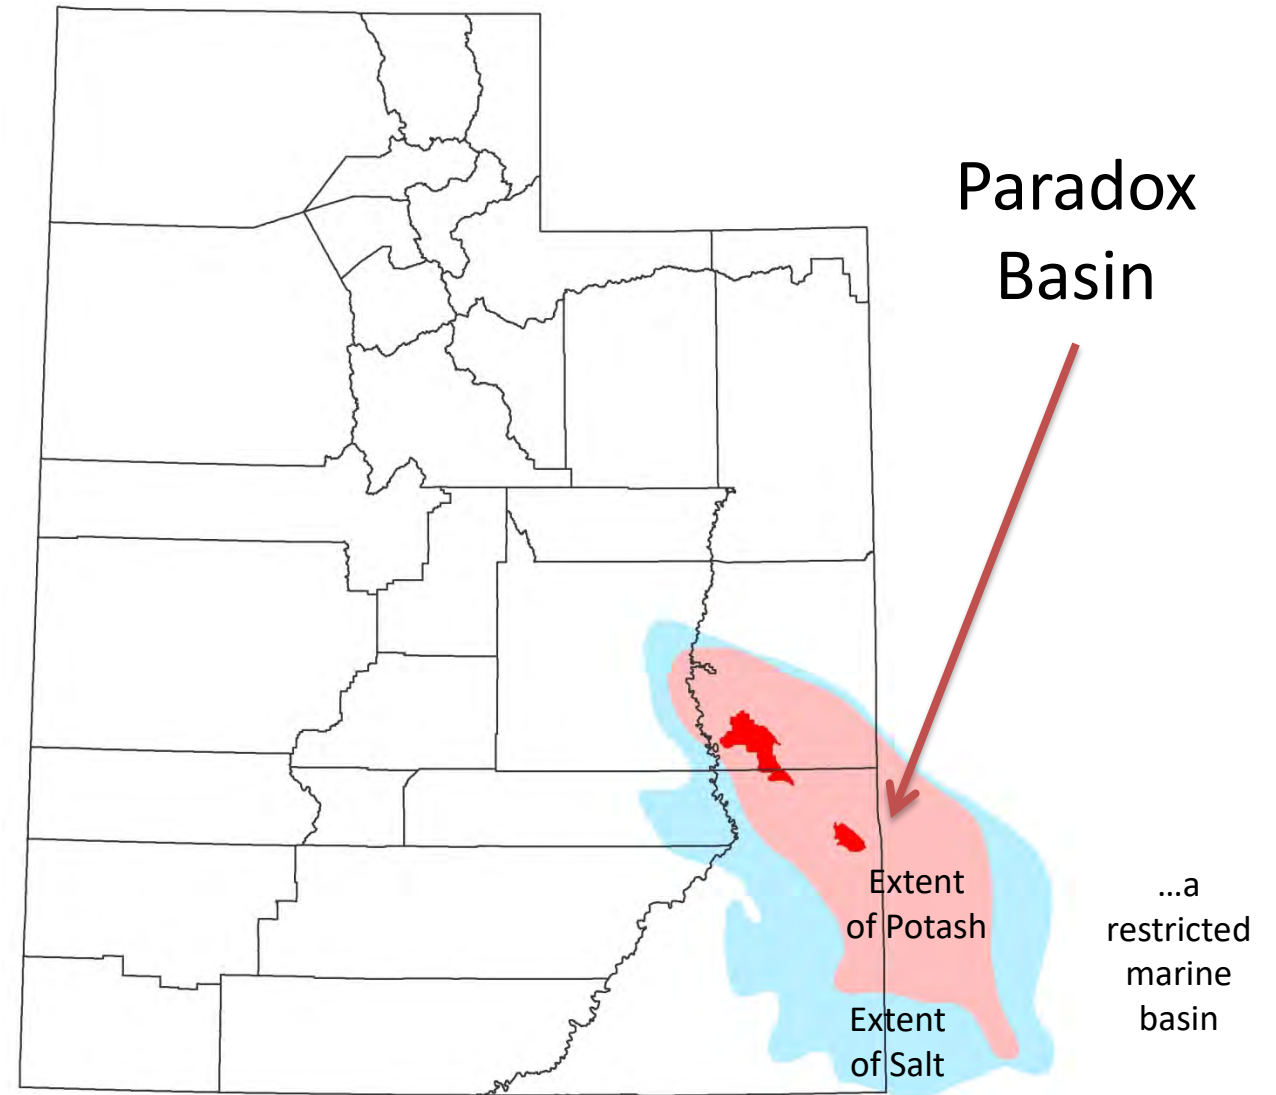 Paradox
Basin
Extent
of Potash
…a
restricted
marine
basin
Extent
of Salt